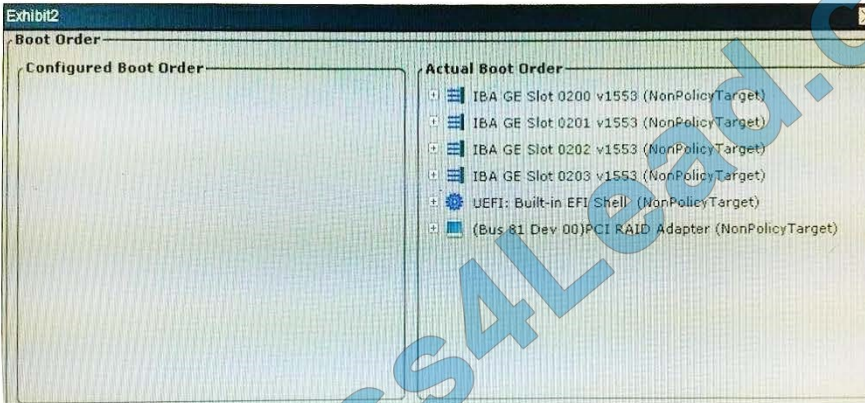 Exhibit2
Boot Order
Configured Boot Order
Actual Boot Order
IBA GE Slot 0200 v1553 (NonPolicyTarget)
IBA GE Slot 0201 v1553 (NonPolicyTarget)
IBA GE Slot 0202 v1553 (NonPolicyTarget)
IBA GE Slot 0203 v1553 (NonPolicyTarget)
UEFI: Built-in EFI Shell (NonPolicyTarget)
(Bus 81 Dev 00)PCI RAID Adapter (NonPolicyTarget)
ss4Lead.c